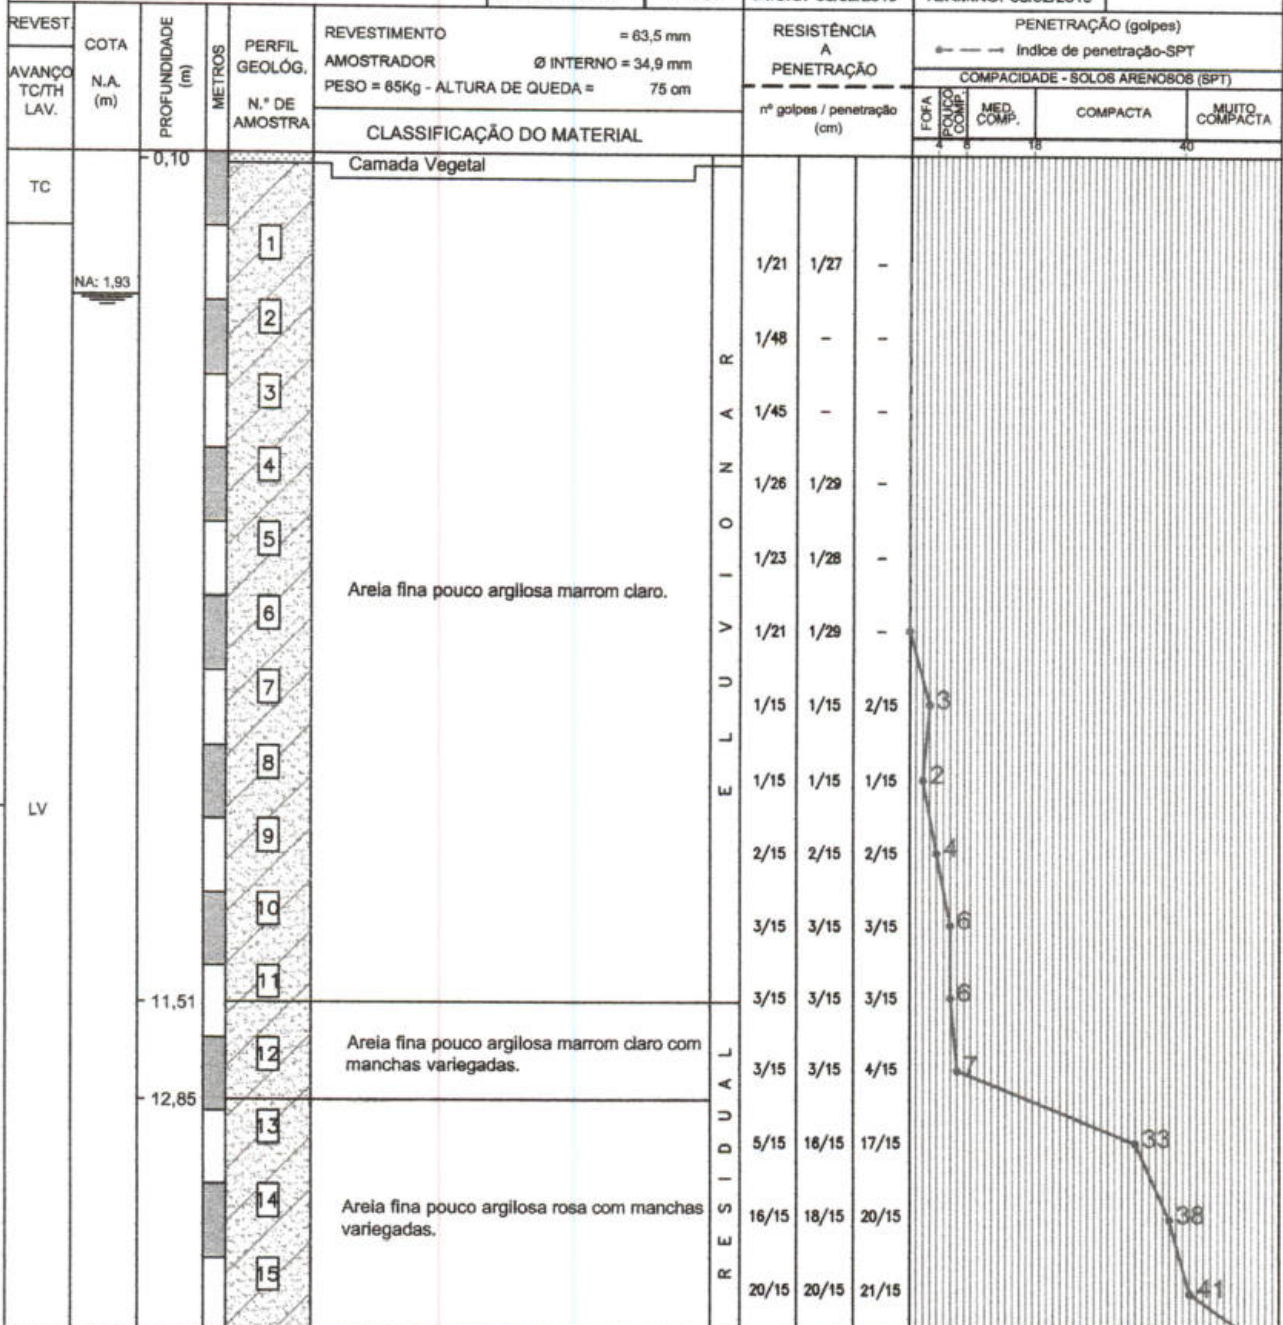 REVEST.
AVANÇO
TC/TH
LAV.
COTA
N.A.
(m)
PROFUNDIDADE
(m)
METROS
PERFIL
GEOLÓG.
N.° DE
AMOSTRA
REVESTIMENTO = 63,5 mm
AMOSTRADOR Ø INTERNO = 34,9 mm
PESO = 65Kg - ALTURA DE QUEDA = 75 cm
CLASSIFICAÇÃO DO MATERIAL
RESISTÊNCIA
A
PENETRAÇÃO
nº golpes / penetração
(cm)
PENETRAÇÃO (golpes)
índice de penetração-SPT
COMPACIDADE - SOLOS ARENOSOS (SPT)
FOFA
POUCO
COMP.
MED.
COMP.
COMPACTA
MUITO
COMPACTA
4 8 18 40
0,10
Camada Vegetal
TC
1
1/21 1/27 -
NA: 1,93
2
1/48 - -
3
1/45 - -
4
1/26 1/29 -
5
1/23 1/28 -
Areia fina pouco argilosa marrom claro.
6
1/21 1/29 -
7
1/15 1/15 2/15 3
8
1/15 1/15 1/15 2
LV
9
2/15 2/15 2/15 4
10
3/15 3/15 3/15 6
11
3/15 3/15 3/15 6
ELUVIONAR
11,51
Areia fina pouco argilosa marrom claro com
manchas variegadas.
12
3/15 3/15 4/15 7
12,85
13
5/15 16/15 17/15 33
Areia fina pouco argilosa rosa com manchas
variegadas.
14
16/15 18/15 20/15 38
15
20/15 20/15 21/15 41
RESIDUAL